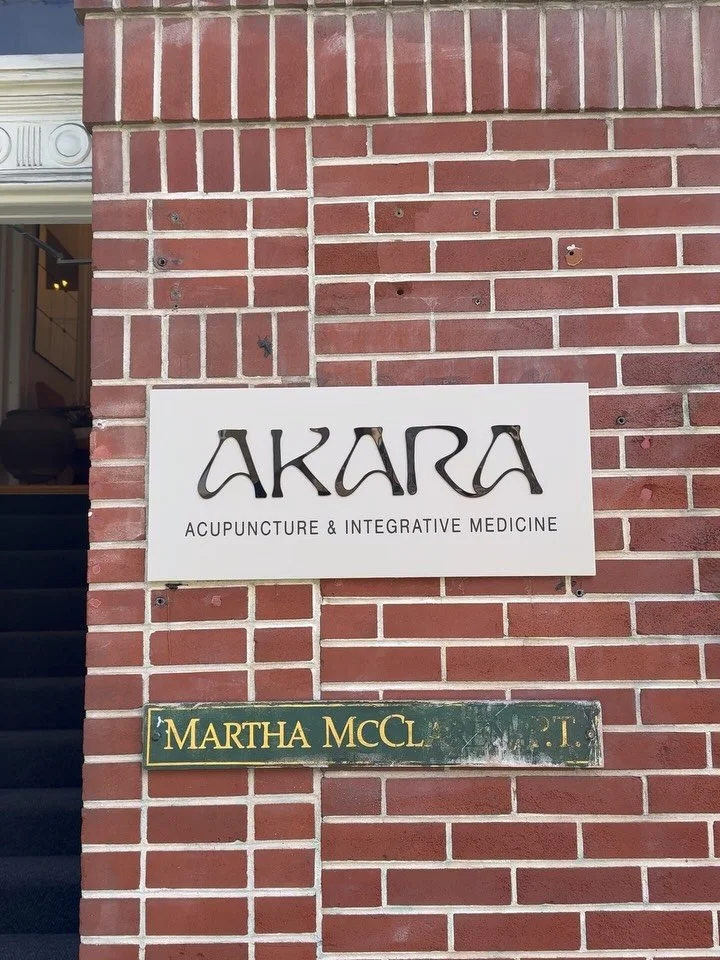 AKARA
ACUPUNCTURE & INTEGRATIVE MEDICINE
MARTHA